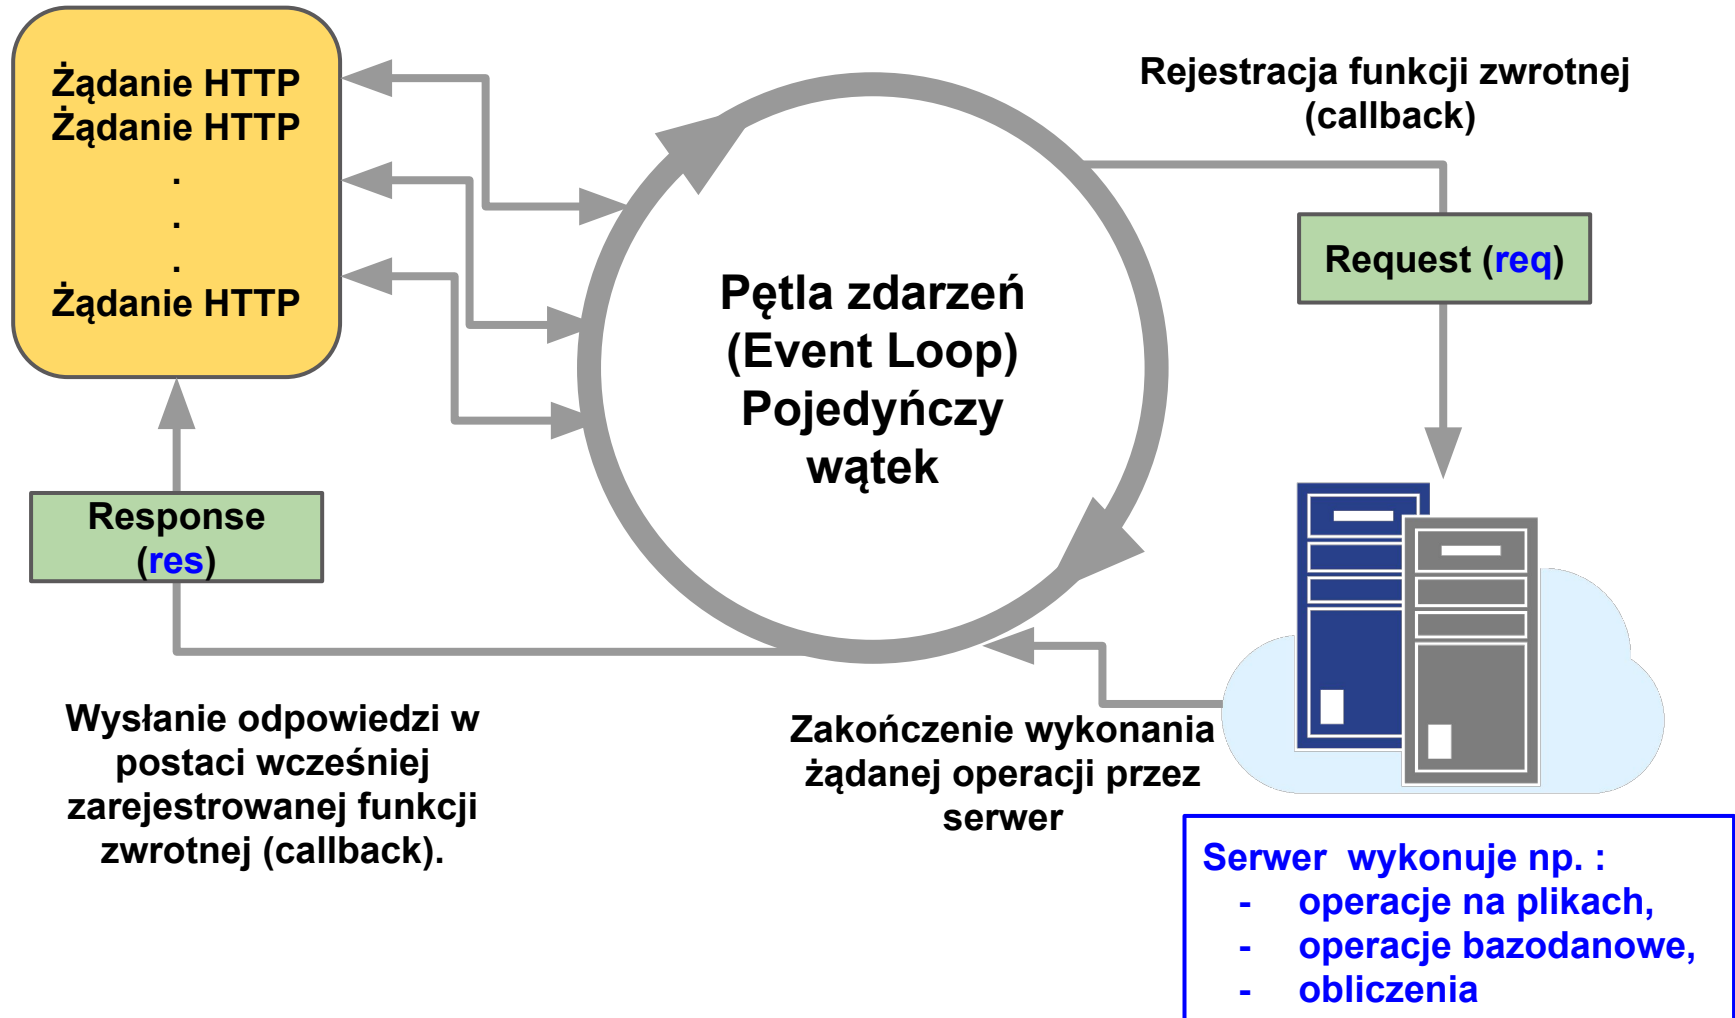 Żądanie HTTP
Żądanie HTTP
.
.
.
Żądanie HTTP
Rejestracja funkcji zwrotnej
(callback)
Request (req)
Pętla zdarzeń
(Event Loop)
Pojedyńczy
wątek
Response
(res)
Wysłanie odpowiedzi w
postaci wcześniej
zarejestrowanej funkcji
zwrotnej (callback).
Zakończenie wykonania
żądanej operacji przez
serwer
Serwer wykonuje np. :
- operacje na plikach,
- operacje bazodanowe,
- obliczenia